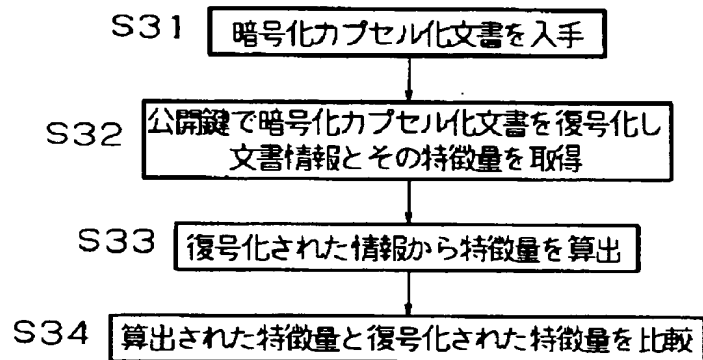 S31 暗号化カプセル化文書を入手
S32 公開鍵で暗号化カプセル化文書を復号化し
文書情報とその特徴量を取得
S33 復号化された情報から特徴量を算出
S34 算出された特徴量と復号化された特徴量を比較